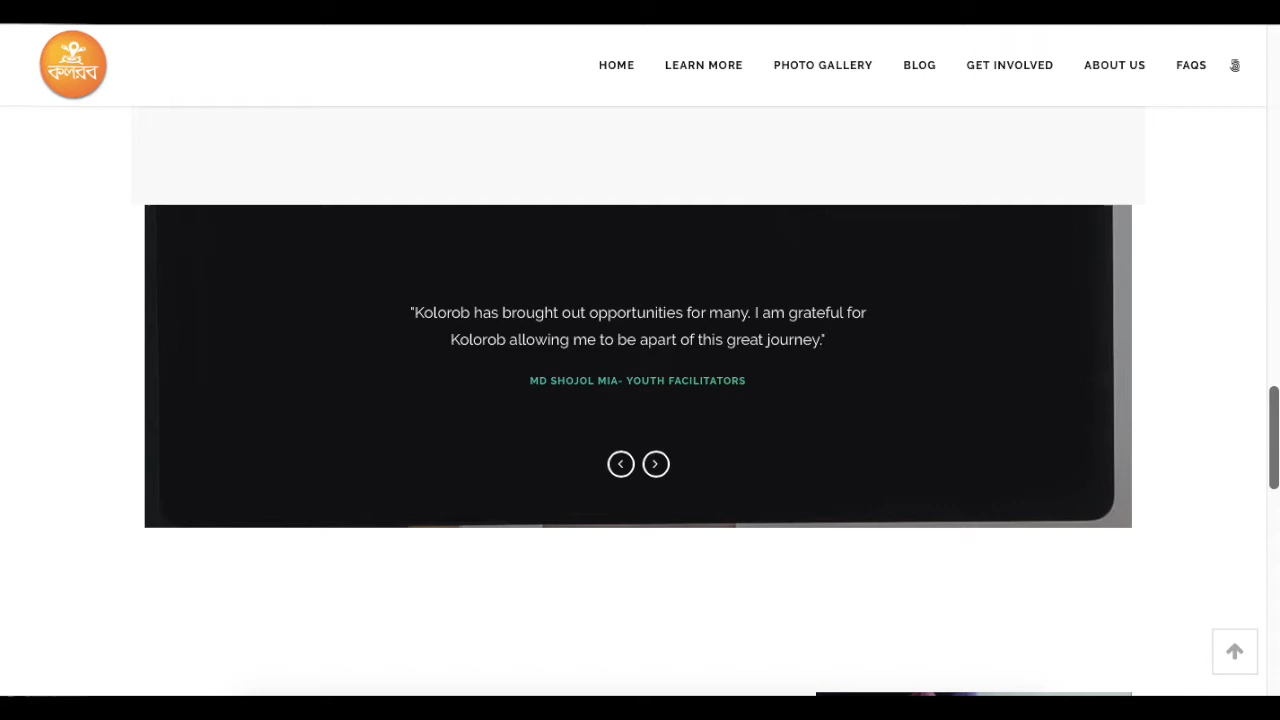 কলরব
HOME LEARN MORE PHOTO GALLERY BLOG GET INVOLVED ABOUT US FAQS
"Kolorob has brought out opportunities for many. I am grateful for
Kolorob allowing me to be apart of this great journey."
MD SHOJOL MIA- YOUTH FACILITATORS